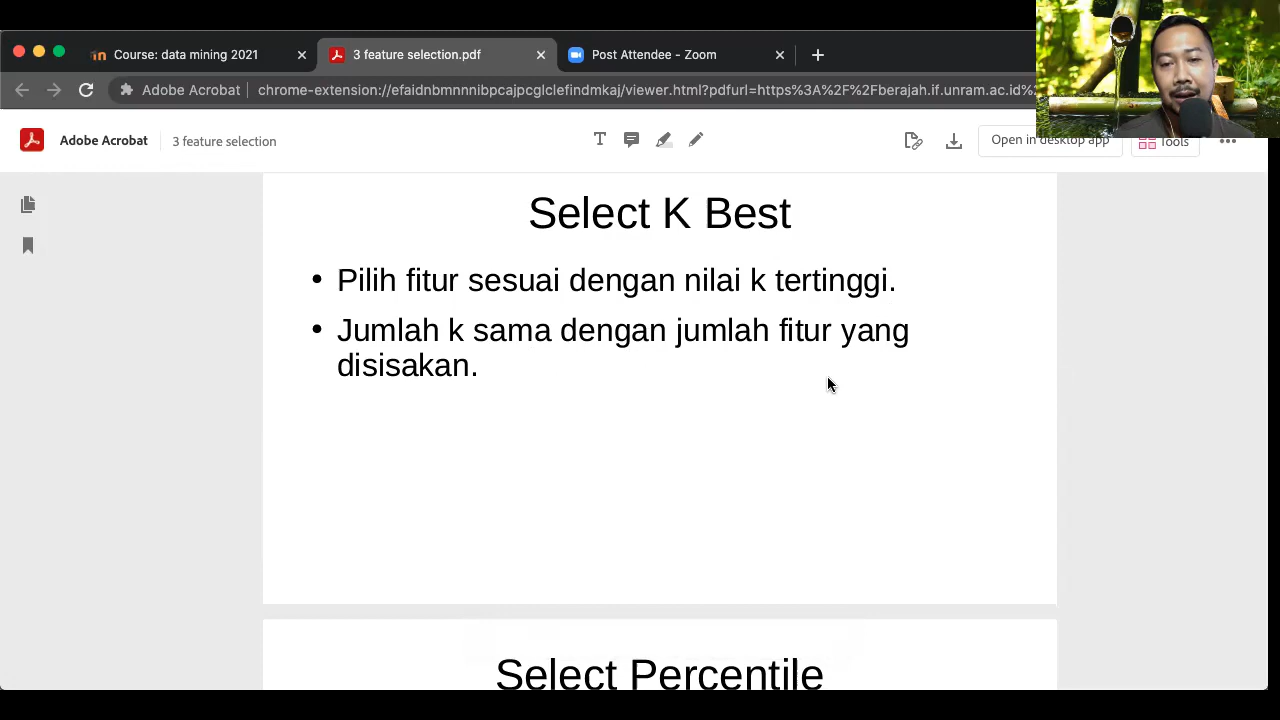 Course: data mining 2021
3 feature selection.pdf
Post Attendee - Zoom
Adobe Acrobat
chrome-extension://efaidnbmnnnibpcajpcglclefindmkaj/viewer.html?pdfurl=https%3A%2F%2Fberajah.if.unram.ac.id%
Adobe Acrobat
3 feature selection
Open in desktop app
Tools
Select K Best
• Pilih fitur sesuai dengan nilai k tertinggi.
• Jumlah k sama dengan jumlah fitur yang
disisakan.
Select Percentile